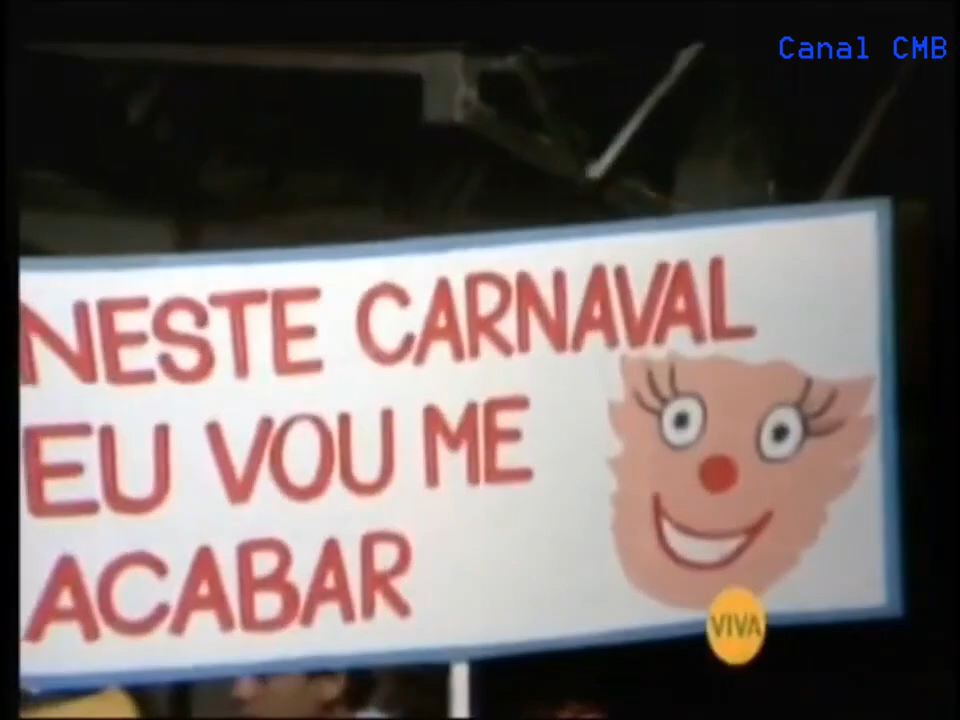 Canal CMB
NESTE CARNAVAL
EU VOU ME
ACABAR
VIVA